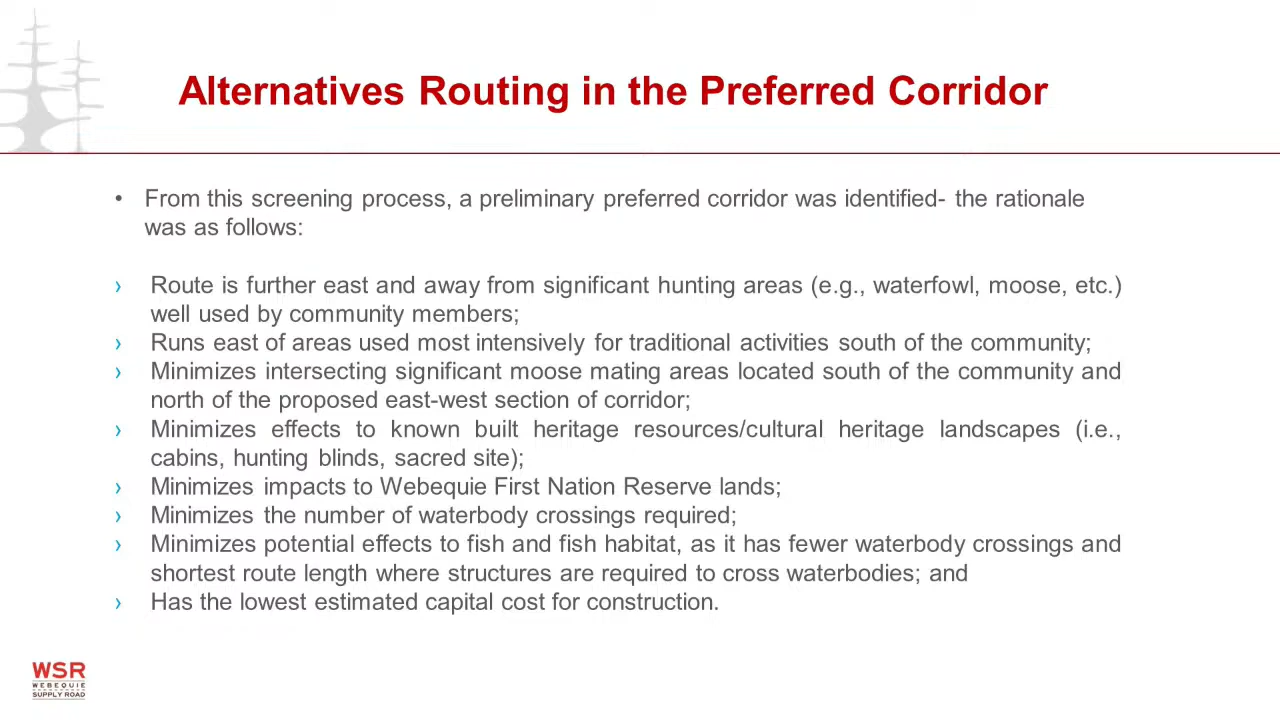 Alternatives Routing in the Preferred Corridor
• From this screening process, a preliminary preferred corridor was identified- the rationale
was as follows:
› Route is further east and away from significant hunting areas (e.g., waterfowl, moose, etc.)
well used by community members;
› Runs east of areas used most intensively for traditional activities south of the community;
› Minimizes intersecting significant moose mating areas located south of the community and
north of the proposed east-west section of corridor;
› Minimizes effects to known built heritage resources/cultural heritage landscapes (i.e.,
cabins, hunting blinds, sacred site);
› Minimizes impacts to Webequie First Nation Reserve lands;
› Minimizes the number of waterbody crossings required;
› Minimizes potential effects to fish and fish habitat, as it has fewer waterbody crossings and
shortest route length where structures are required to cross waterbodies; and
› Has the lowest estimated capital cost for construction.
WSR
WEBEQUIE
SUPPLY ROAD